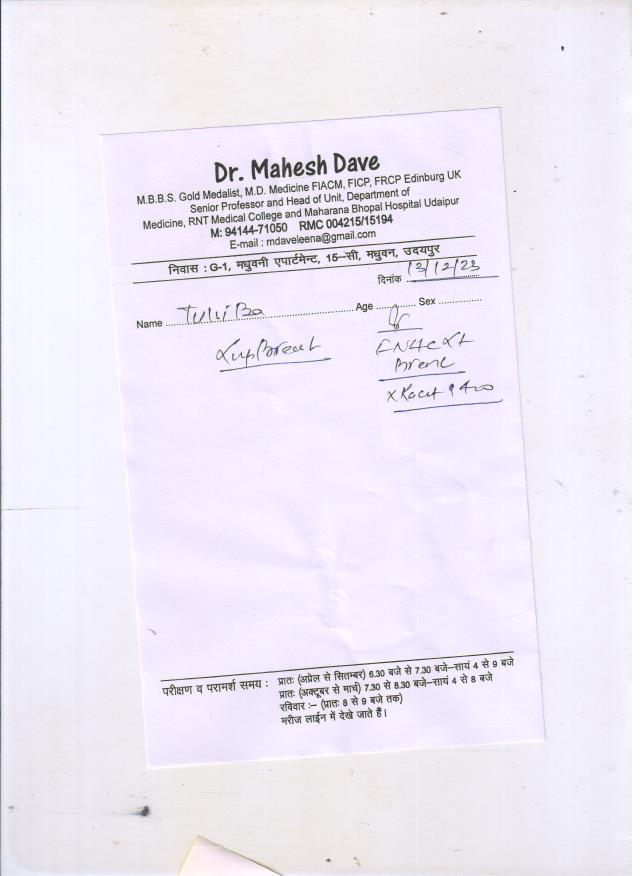 Dr. Mahesh Dave
M.B.B.S. Gold Medalist, M.D. Medicine FIACM, FICP, FRCP Edinburg UK
Senior Professor and Head of Unit, Department of
Medicine, RNT Medical College and Maharana Bhopal Hospital Udaipur
M: 94144-71050 RMC 004215/15194
E-mail : mdaveleena@gmail.com
निवास : G-1, मधुवनी एपार्टमेन्ट, 15-सी, मधुवन, उदयपुर
दिनांक 13/12/23
Name Age Sex
Breast
परीक्षण व परामर्श समय : प्रातः (अप्रेल से सितम्बर) 6.30 बजे से 7.30 बजे-सायं 4 से 9 बजे
प्रातः (अक्टूबर से मार्च) 7.30 से 8.30 बजे-सायं 4 से 8 बजे
रविवार :– (प्रातः 8 से 9 बजे तक)
मरीज लाईन में देखे जाते हैं।